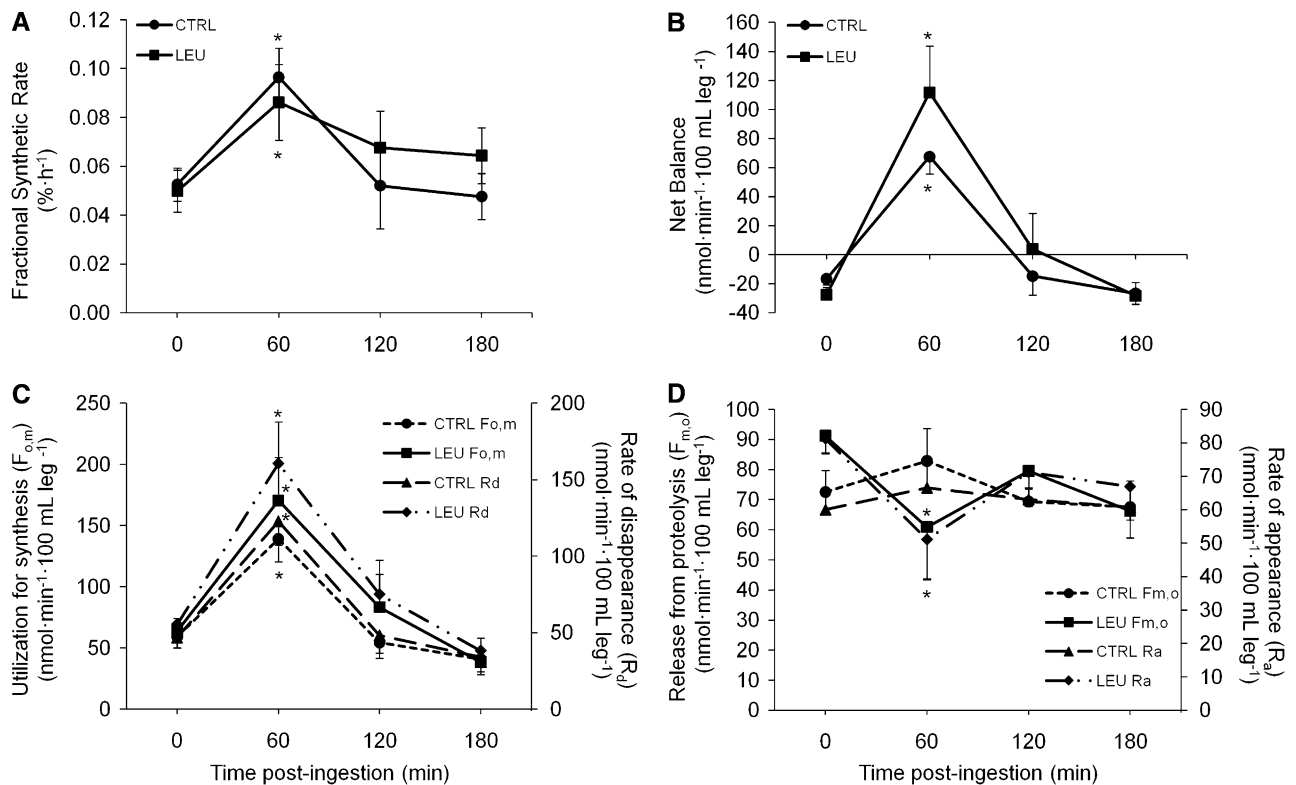 A
Fractional Synthetic Rate
(%·h⁻¹)
0.12
0.10
0.08
0.06
0.04
0.02
0.00
CTRL
LEU
*
*
0 60 120 180
B
Net Balance
(nmol·min⁻¹·100 mL leg⁻¹)
160
140
120
100
80
60
40
20
0
-20
-40
CTRL
LEU
*
*
0 60 120 180
C
Utilization for synthesis (Fo,m)
(nmol·min⁻¹·100 mL leg⁻¹)
250
200
150
100
50
0
CTRL Fo,m
LEU Fo,m
CTRL Rd
LEU Rd
*
*
*
*
200
150
100
50
0
Rate of disappearance (Rd)
(nmol·min⁻¹·100 mL leg⁻¹)
0 60 120 180
Time post-ingestion (min)
D
Release from proteolysis (Fm,o)
(nmol·min⁻¹·100 mL leg⁻¹)
100
90
80
70
60
50
40
30
20
10
0
*
*
CTRL Fm,o
LEU Fm,o
CTRL Ra
LEU Ra
90
80
70
60
50
40
30
20
10
0
Rate of appearance (Ra)
(nmol·min⁻¹·100 mL leg⁻¹)
0 60 120 180
Time post-ingestion (min)